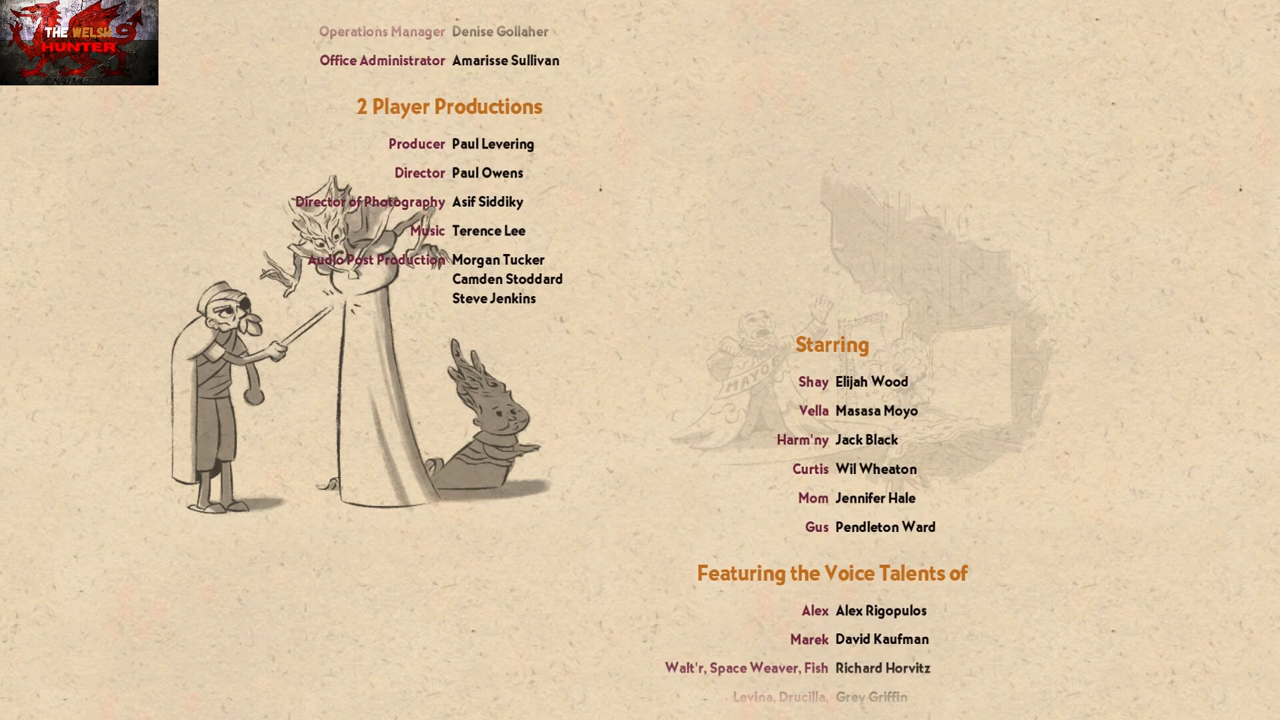 THE WELSH
HUNTER
Operations Manager Denise Gollaher
Office Administrator Amarisse Sullivan
2 Player Productions
Producer Paul Levering
Director Paul Owens
Director of Photography Asif Siddiky
Music Terence Lee
Audio Post Production Morgan Tucker
Camden Stoddard
Steve Jenkins
MAYO
Starring
Shay Elijah Wood
Vella Masasa Moyo
Harm'ny Jack Black
Curtis Wil Wheaton
Mom Jennifer Hale
Gus Pendleton Ward
Featuring the Voice Talents of
Alex Alex Rigopulos
Marek David Kaufman
Walt'r, Space Weaver, Fish Richard Horvitz
Levina, Drucilla, Grey Griffin